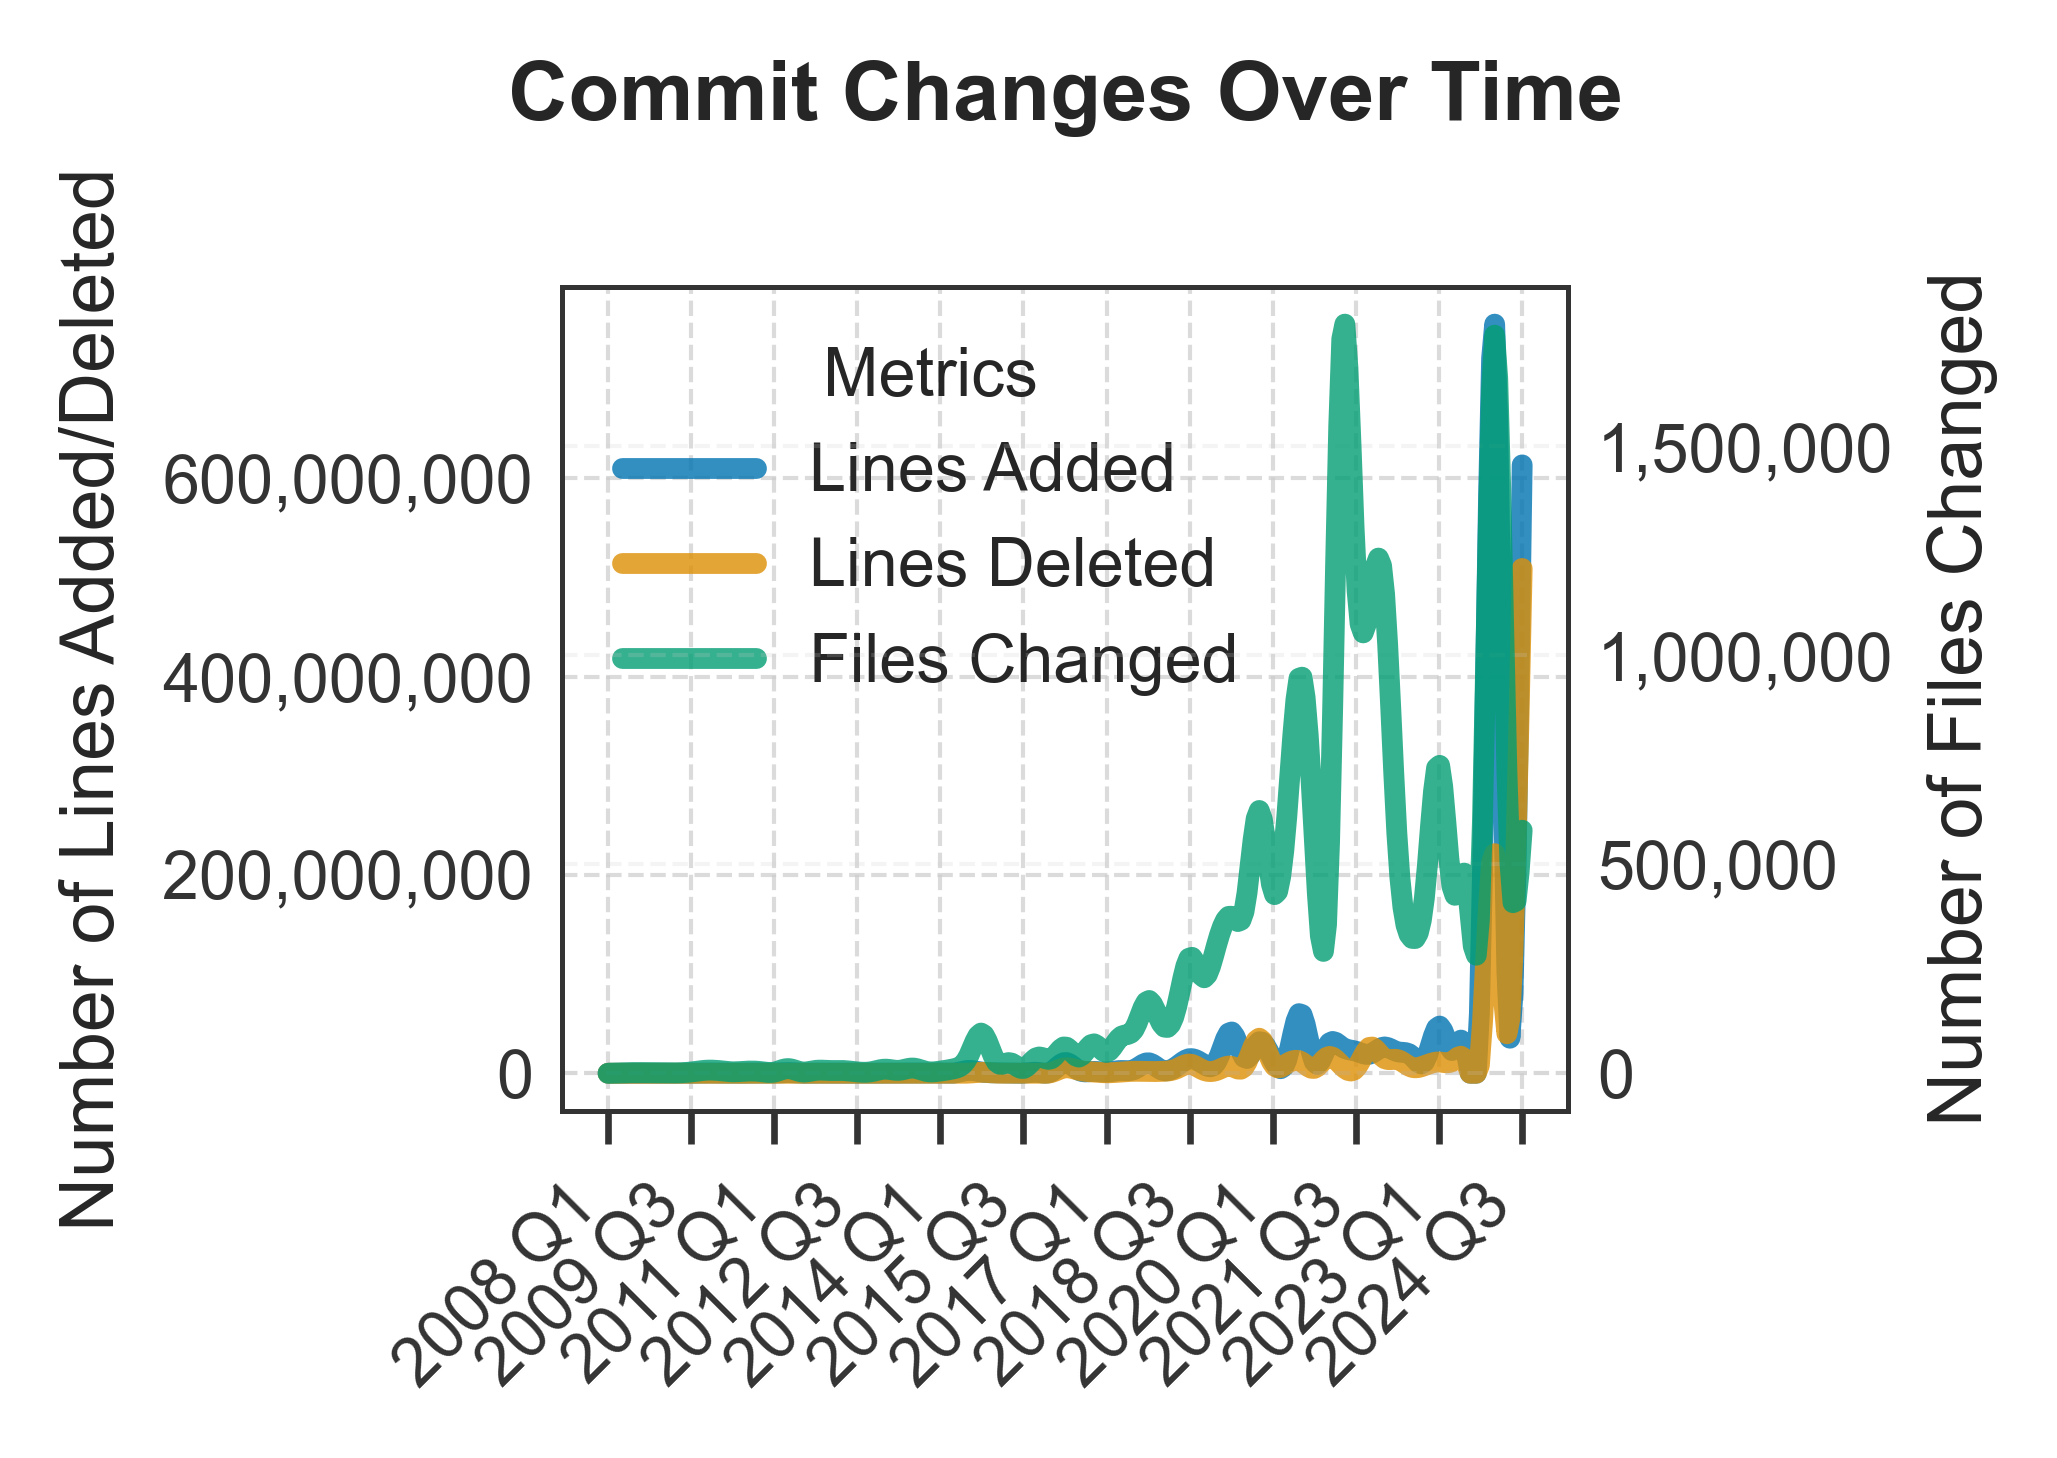 Commit Changes Over Time
Number of Lines Added/Deleted
600,000,000
400,000,000
200,000,000
0
Metrics
Lines Added
Lines Deleted
Files Changed
1,500,000
1,000,000
500,000
0
Number of Files Changed
2008 Q1
2009 Q3
2011 Q1
2012 Q3
2014 Q1
2015 Q3
2017 Q1
2018 Q3
2020 Q1
2021 Q3
2023 Q1
2024 Q3